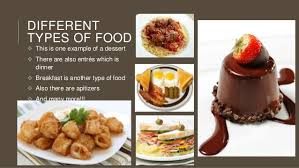 DIFFERENT
TYPES OF FOOD
This is one example of a dessert
There are also entrés which is
dinner
Breakfast is another type of food
Also there are apitizers
And many more!!!